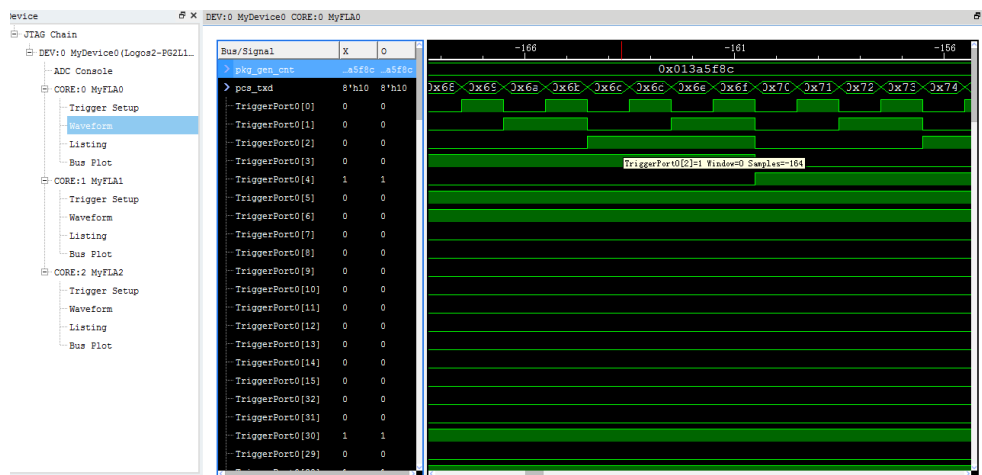 evice
DEV:0 MyDevice0 CORE:0 MyFLA0
JTAG Chain
DEV:0 MyDevice0(Logos2-PG2L1...
ADC Console
CORE:0 MyFLA0
Trigger Setup
Waveform
Listing
Bus Plot
CORE:1 MyFLA1
Trigger Setup
Waveform
Listing
Bus Plot
CORE:2 MyFLA2
Trigger Setup
Waveform
Listing
Bus Plot
Bus/Signal X O
-166 -161 -156
pkg_gen_cnt …a5f8c …a5f8c 0x013a5f8c
pcs_txd 8'h10 8'h10 0x6a 0x6f 0x71 0x72 0x73 0x74
TriggerPort0[0] 0 0
TriggerPort0[1] 0 0
TriggerPort0[2] 0 0
TriggerPort0[3] 0 0
TriggerPort0[2]=1 Window=0 Samples=-164
TriggerPort0[4] 1 1
TriggerPort0[5] 0 0
TriggerPort0[6] 0 0
TriggerPort0[7] 0 0
TriggerPort0[8] 0 0
TriggerPort0[9] 0 0
TriggerPort0[10] 0 0
TriggerPort0[11] 0 0
TriggerPort0[12] 0 0
TriggerPort0[13] 0 0
TriggerPort0[14] 0 0
TriggerPort0[15] 0 0
TriggerPort0[32] 0 0
TriggerPort0[31] 0 0
TriggerPort0[30] 1 1
TriggerPort0[29] 0 0